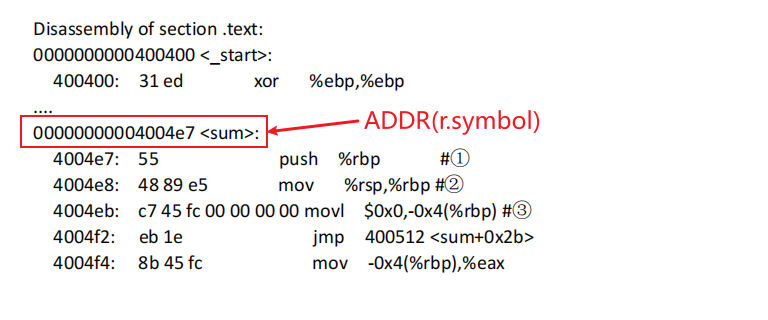 Disassembly of section .text:
0000000000400400 <_start>:
400400: 31 ed xor %ebp,%ebp
....
00000000004004e7 <sum>: ADDR(r.symbol)
4004e7: 55 push %rbp #①
4004e8: 48 89 e5 mov %rsp,%rbp #②
4004eb: c7 45 fc 00 00 00 00 movl $0x0,-0x4(%rbp) #③
4004f2: eb 1e jmp 400512 <sum+0x2b>
4004f4: 8b 45 fc mov -0x4(%rbp),%eax